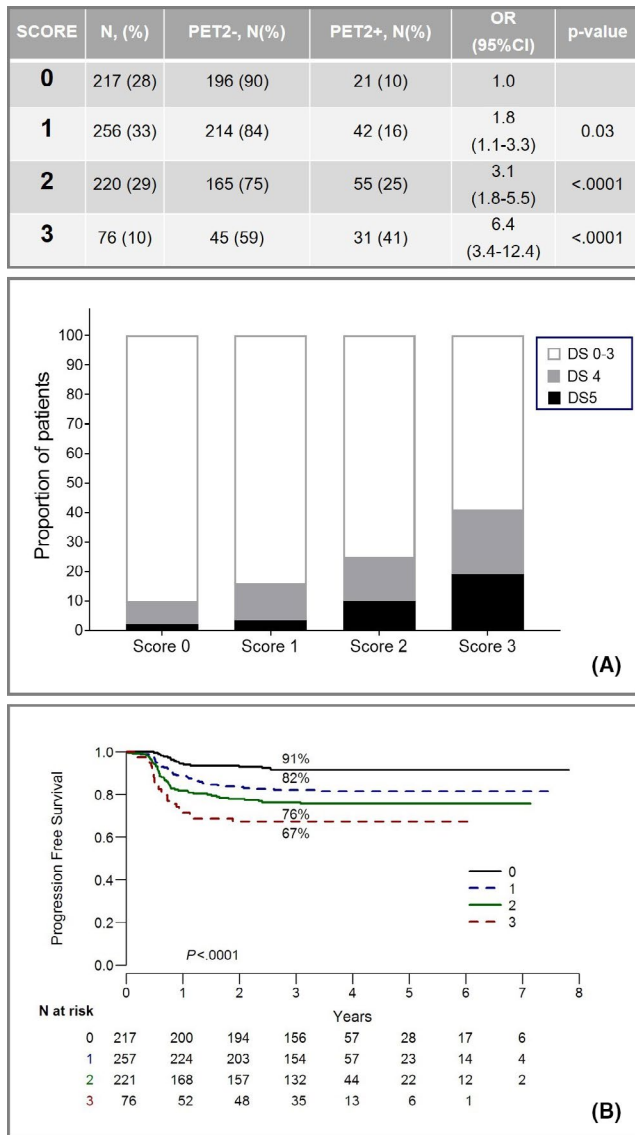 SCORE N, (%) PET2-, N(%) PET2+, N(%) OR (95%CI) p-value
0 217 (28) 196 (90) 21 (10) 1.0
1 256 (33) 214 (84) 42 (16) 1.8 (1.1-3.3) 0.03
2 220 (29) 165 (75) 55 (25) 3.1 (1.8-5.5) <.0001
3 76 (10) 45 (59) 31 (41) 6.4 (3.4-12.4) <.0001
Proportion of patients
100
90
80
70
60
50
40
30
20
10
0
Score 0 Score 1 Score 2 Score 3
DS 0-3
DS 4
DS5
(A)
Progression Free Survival
1.0
0.8
0.6
0.4
0.2
0.0
91%
82%
76%
67%
0
1
2
3
P<.0001
0 1 2 3 4 5 6 7 8
Years
N at risk
0 217 200 194 156 57 28 17 6
1 257 224 203 154 57 23 14 4
2 221 168 157 132 44 22 12 2
3 76 52 48 35 13 6 1
(B)